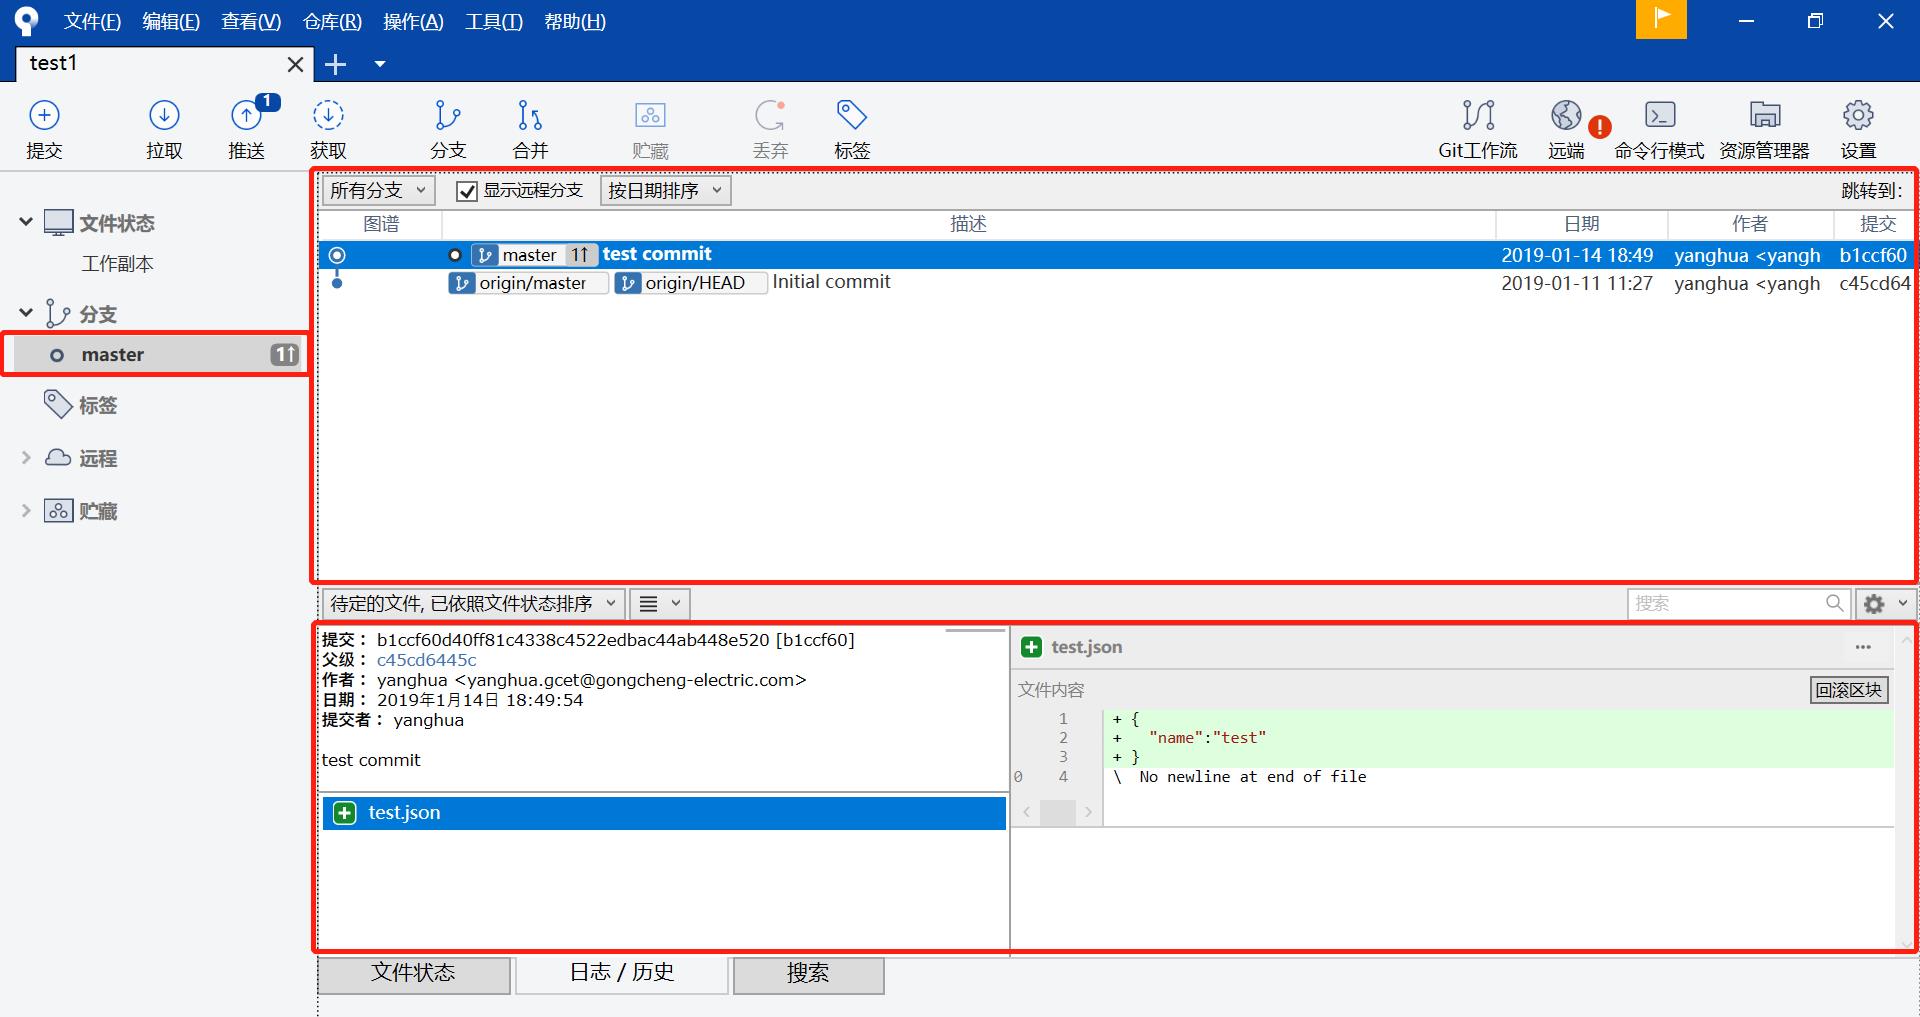 文件(F) 编辑(E) 查看(V) 仓库(R) 操作(A) 工具(T) 帮助(H)
test1
1
提交 拉取 推送 获取 分支 合并 贮藏 丢弃 标签 Git工作流 远端 命令行模式 资源管理器 设置
文件状态
工作副本
分支
master 1↑
标签
远程
贮藏
所有分支 显示远程分支 按日期排序 跳转到:
图谱 描述 日期 作者 提交
master 1↑ test commit 2019-01-14 18:49 yanghua <yangh b1ccf60
origin/master origin/HEAD Initial commit 2019-01-11 11:27 yanghua <yangh c45cd64
待定的文件, 已依照文件状态排序 搜索
提交： b1ccf60d40ff81c4338c4522edbac44ab448e520 [b1ccf60]
父级： c45cd6445c
作者： yanghua <yanghua.gcet@gongcheng-electric.com>
日期： 2019年1月14日 18:49:54
提交者： yanghua
test commit
test.json
test.json
文件内容 回滚区块
1 + {
2 + "name":"test"
3 + }
0 4 \ No newline at end of file
文件状态 日志 / 历史 搜索